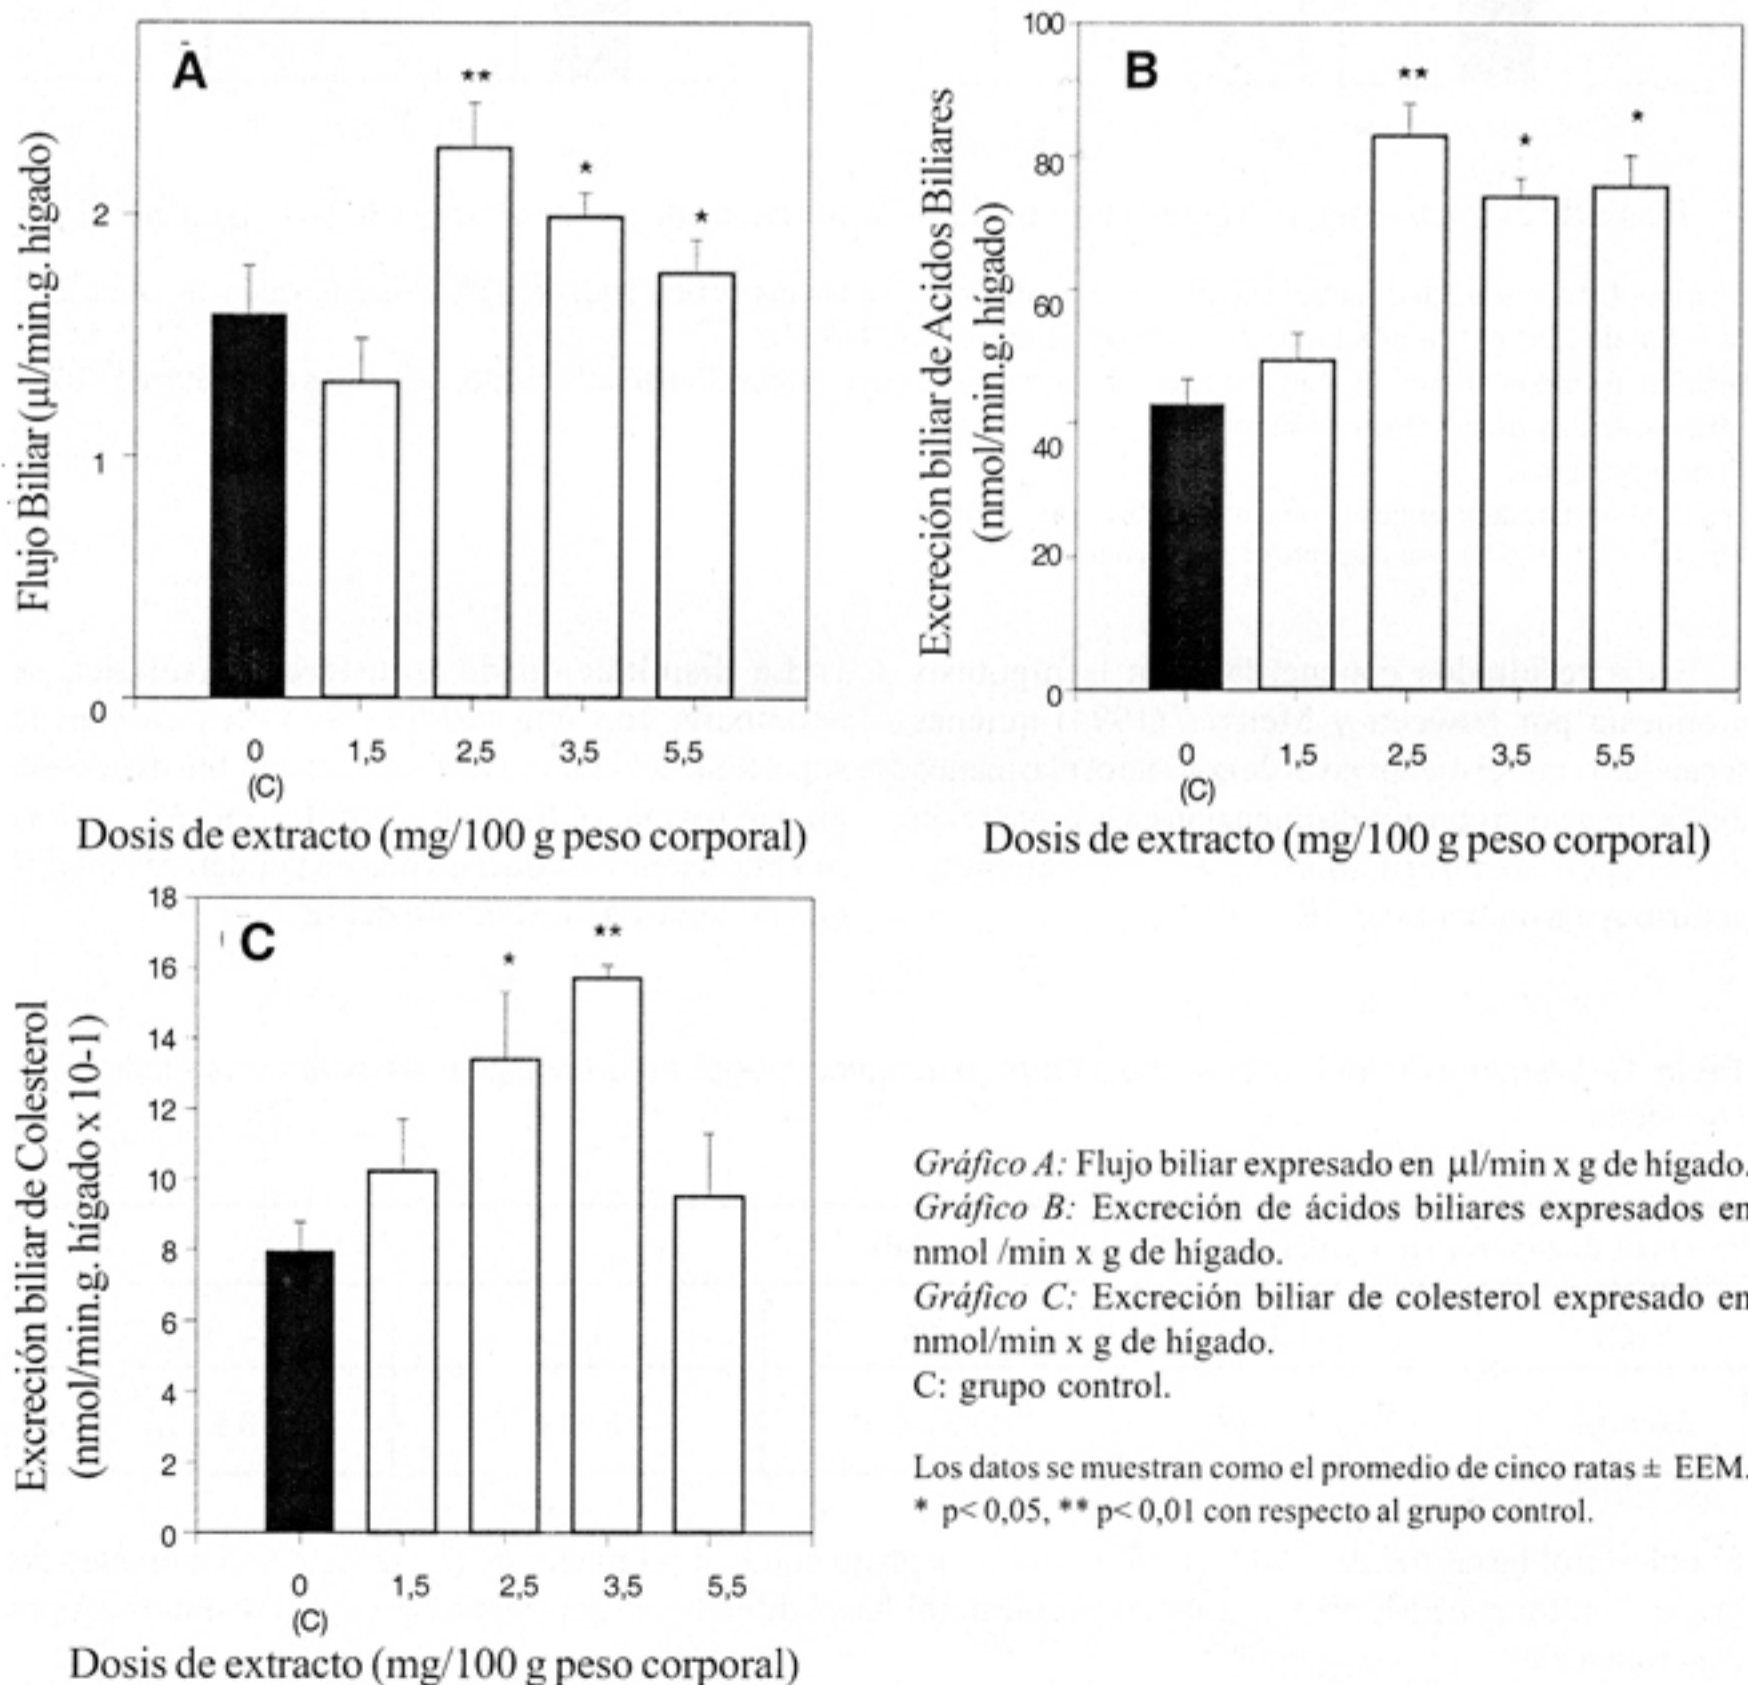 A
**
*
*
2
1
0
Flujo Biliar (µl/min.g. hígado)
0 1,5 2,5 3,5 5,5
(C)
Dosis de extracto (mg/100 g peso corporal)
B
**
*
*
100
80
60
40
20
0
Excreción biliar de Acidos Biliares
(nmol/min.g. hígado)
0 1,5 2,5 3,5 5,5
(C)
Dosis de extracto (mg/100 g peso corporal)
C
*
**
18
16
14
12
10
8
6
4
2
0
Excreción biliar de Colesterol
(nmol/min.g. hígado x 10-1)
0 1,5 2,5 3,5 5,5
(C)
Dosis de extracto (mg/100 g peso corporal)
Gráfico A: Flujo biliar expresado en µl/min x g de hígado.
Gráfico B: Excreción de ácidos biliares expresados en
nmol /min x g de hígado.
Gráfico C: Excreción biliar de colesterol expresado en
nmol/min x g de hígado.
C: grupo control.
Los datos se muestran como el promedio de cinco ratas ± EEM.
* p< 0,05, ** p< 0,01 con respecto al grupo control.